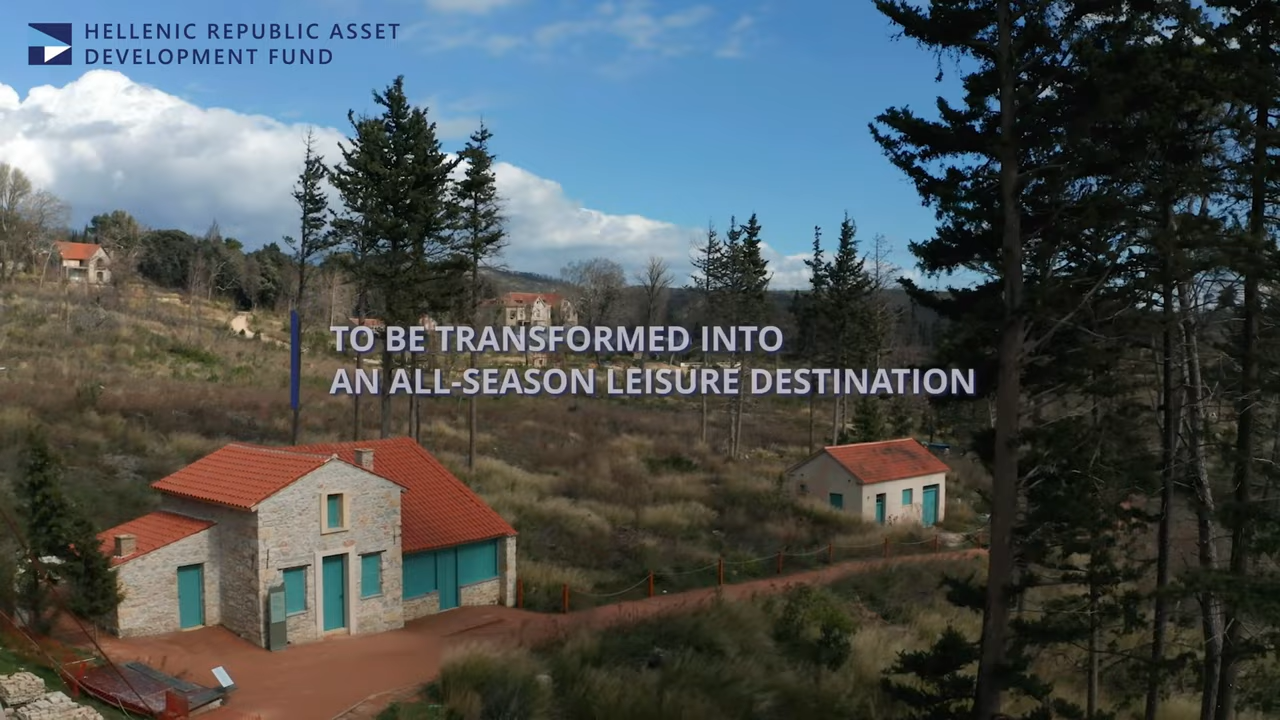 HELLENIC REPUBLIC ASSET
DEVELOPMENT FUND
TO BE TRANSFORMED INTO
AN ALL-SEASON LEISURE DESTINATION